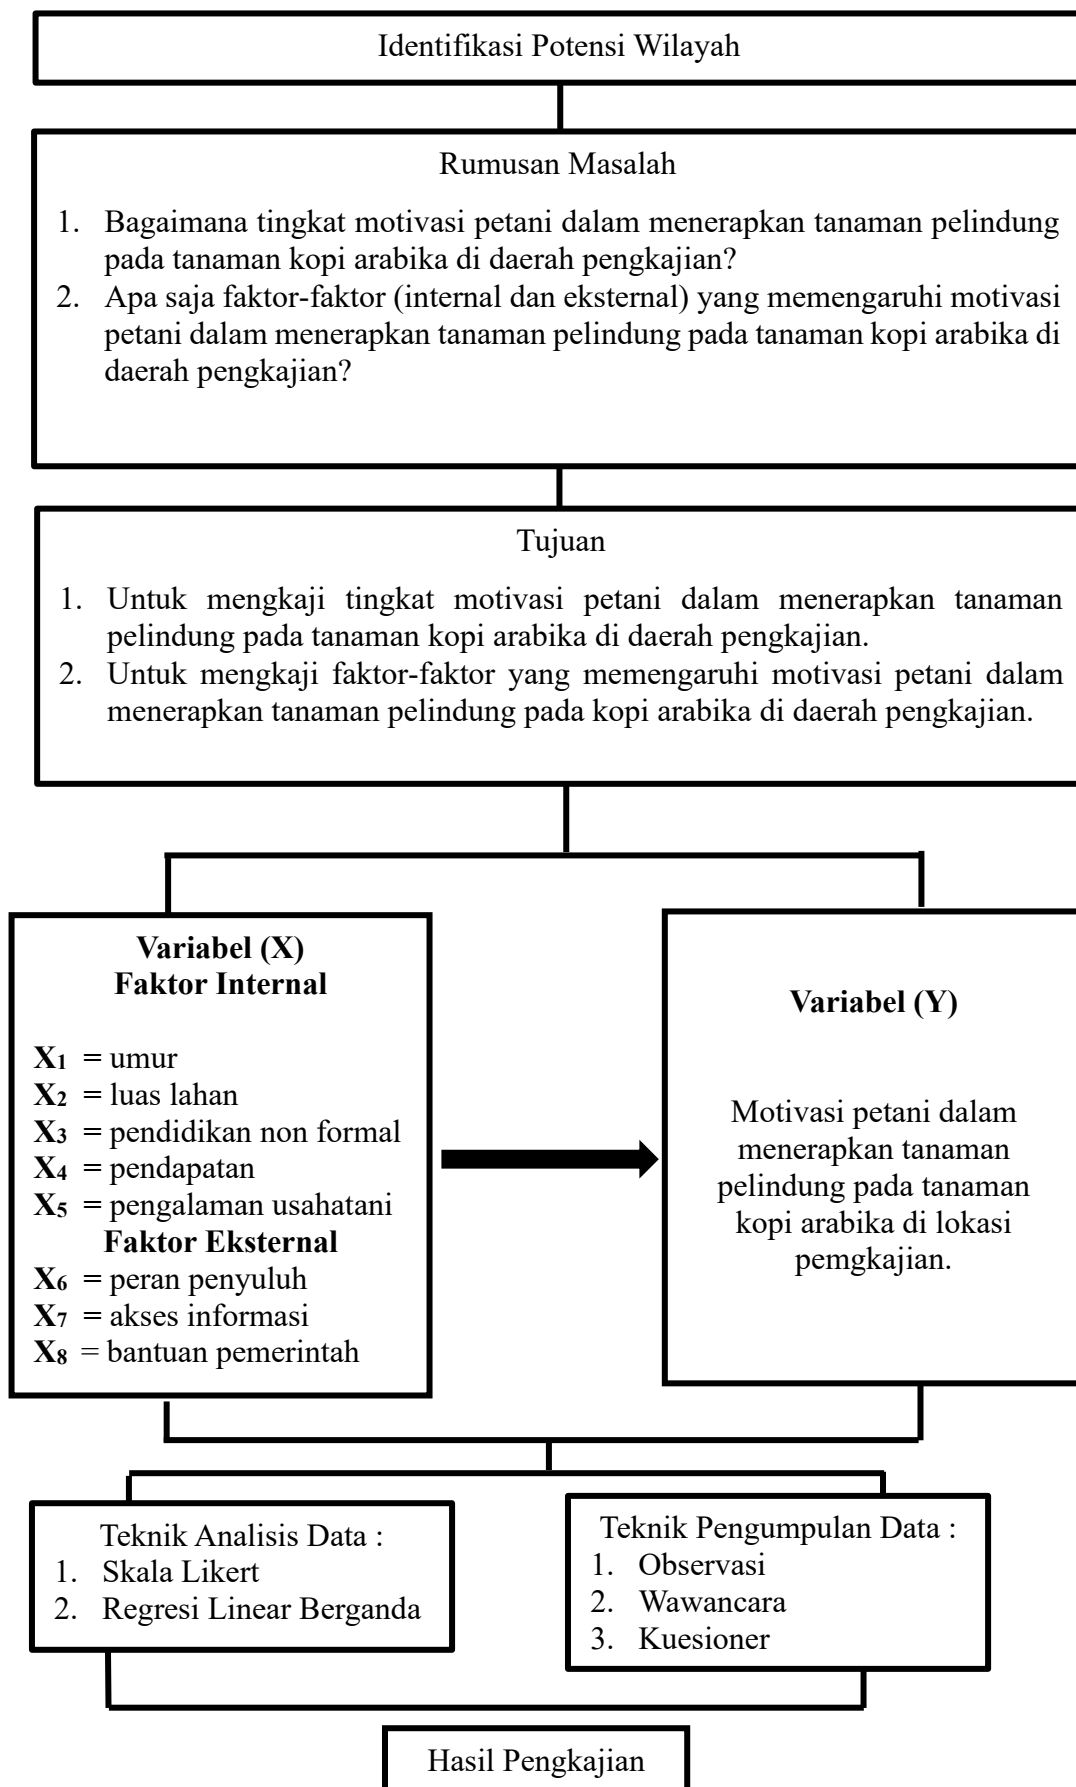 Identifikasi Potensi Wilayah
Rumusan Masalah
1. Bagaimana tingkat motivasi petani dalam menerapkan tanaman pelindung
pada tanaman kopi arabika di daerah pengkajian?
2. Apa saja faktor-faktor (internal dan eksternal) yang memengaruhi motivasi
petani dalam menerapkan tanaman pelindung pada tanaman kopi arabika di
daerah pengkajian?
Tujuan
1. Untuk mengkaji tingkat motivasi petani dalam menerapkan tanaman
pelindung pada tanaman kopi arabika di daerah pengkajian.
2. Untuk mengkaji faktor-faktor yang memengaruhi motivasi petani dalam
menerapkan tanaman pelindung pada kopi arabika di daerah pengkajian.
Variabel (X)
Faktor Internal
X1 = umur
X2 = luas lahan
X3 = pendidikan non formal
X4 = pendapatan
X5 = pengalaman usahatani
Faktor Eksternal
X6 = peran penyuluh
X7 = akses informasi
X8 = bantuan pemerintah
Variabel (Y)
Motivasi petani dalam
menerapkan tanaman
pelindung pada tanaman
kopi arabika di lokasi
pemgkajian.
Teknik Analisis Data :
1. Skala Likert
2. Regresi Linear Berganda
Teknik Pengumpulan Data :
1. Observasi
2. Wawancara
3. Kuesioner
Hasil Pengkajian